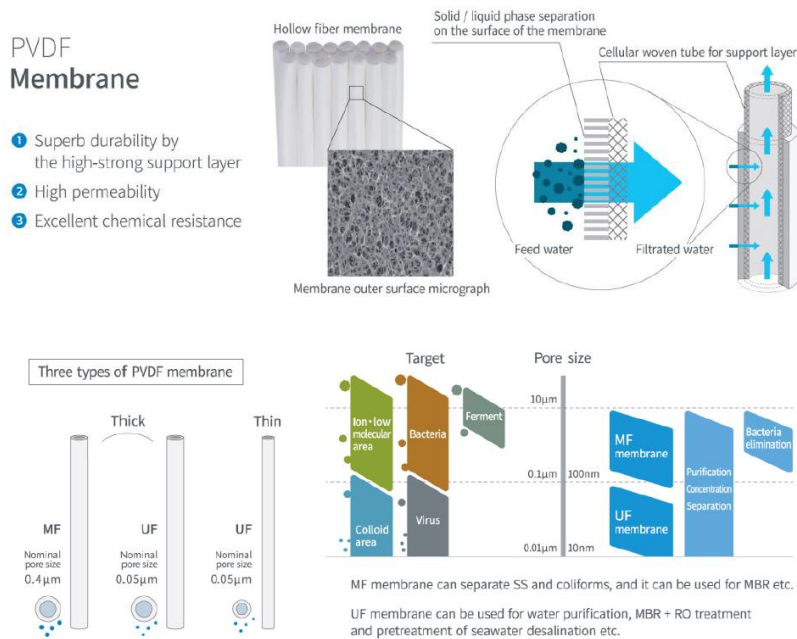 PVDF
Membrane
1 Superb durability by
the high-strong support layer
2 High permeability
3 Excellent chemical resistance
Hollow fiber membrane
Membrane outer surface micrograph
Solid / liquid phase separation
on the surface of the membrane
Cellular woven tube for support layer
Feed water
Filtrated water
Three types of PVDF membrane
Thick
Thin
MF
Nominal
pore size
0.4μm
UF
Nominal
pore size
0.05μm
UF
Nominal
pore size
0.05μm
Target
Pore size
Ion•low
molecular
area
Bacteria
Ferment
Colloid
area
Virus
10μm
0.1μm
100nm
0.01μm
10nm
MF
membrane
UF
membrane
Purification
Concentration
Separation
Bacteria
elimination
MF membrane can separate SS and coliforms, and it can be used for MBR etc.
UF membrane can be used for water purification, MBR + RO treatment
and pretreatment of seawater desalination etc.